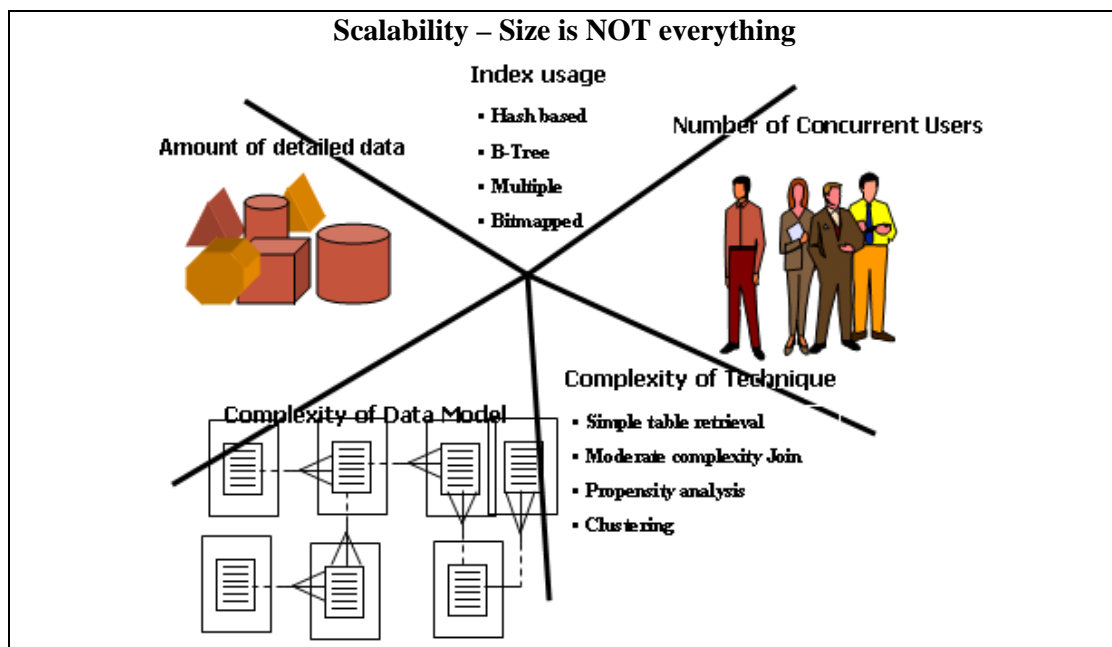 Scalability – Size is NOT everything
Index usage
▪ Hash based
▪ B-Tree
▪ Multiple
▪ Bitmapped
Amount of detailed data
Number of Concurrent Users
Complexity of Technique
▪ Simple table retrieval
▪ Moderate complexity Join
▪ Propensity analysis
▪ Clustering
Complexity of Data Model